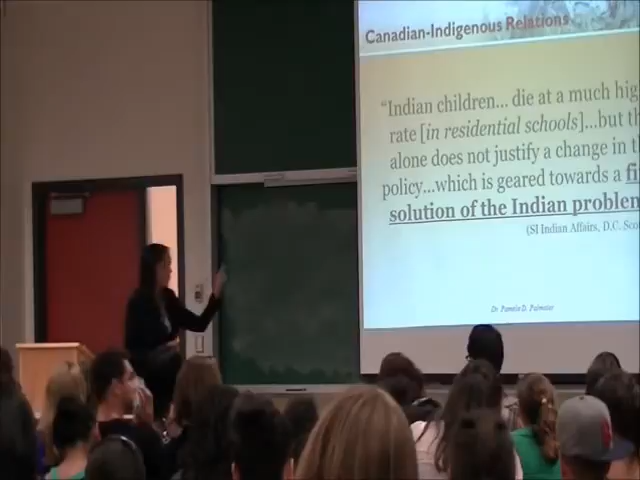 Canadian-Indigenous Relations
"Indian children... die at a much hig
rate [in residential schools]...but th
alone does not justify a change in t
policy...which is geared towards a fi
solution of the Indian problem
(SI Indian Affairs, D.C. Sco
Dr. Pamela D. Palmater